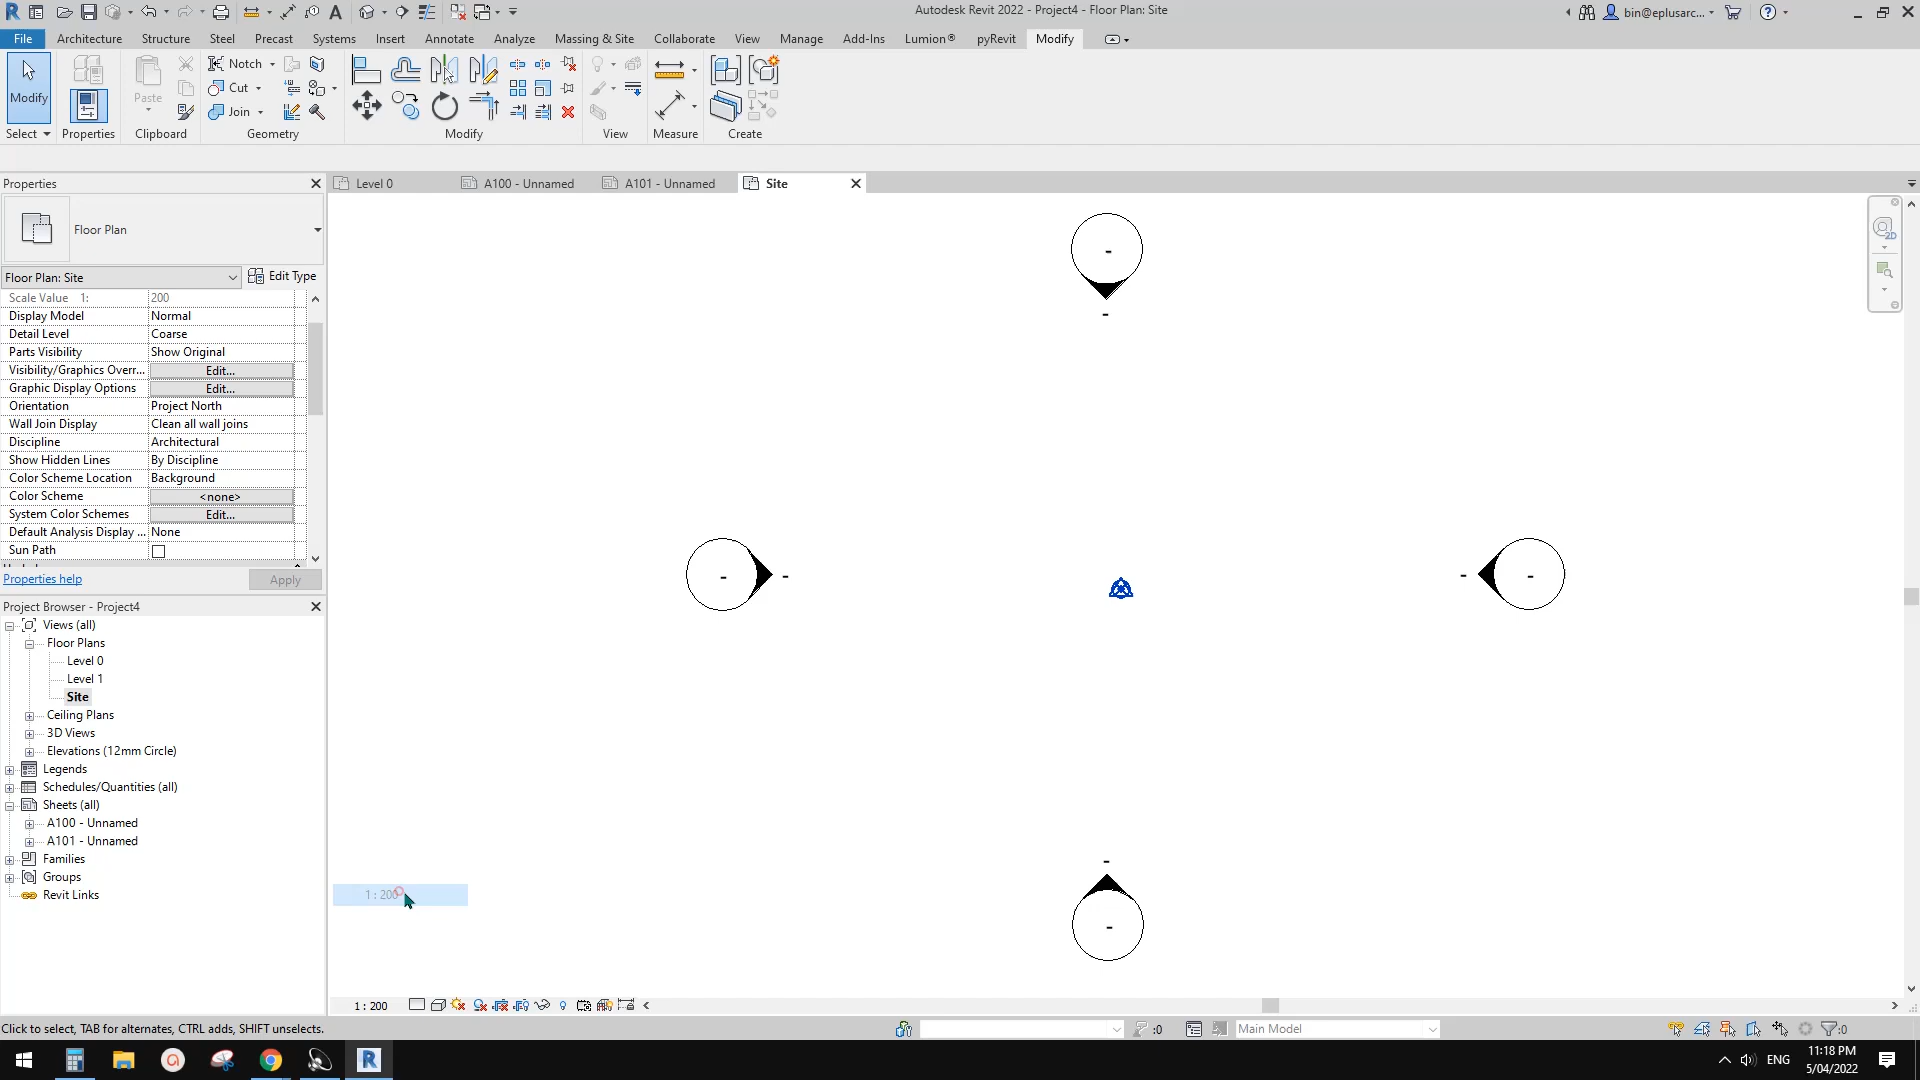 Autodesk Revit 2022 - Project4 - Floor Plan: Site
bin@eplusarc...
File
Architecture
Structure
Steel
Precast
Systems
Insert
Annotate
Analyze
Massing & Site
Collaborate
View
Manage
Add-Ins
Lumion®
pyRevit
Modify
Modify
Paste
Notch
Cut
Join
Select
Properties
Clipboard
Geometry
Modify
View
Measure
Create
Properties
Level 0
A100 - Unnamed
A101 - Unnamed
Site
Floor Plan
Floor Plan: Site
Edit Type
Scale Value 1: 200
Display Model Normal
Detail Level Coarse
Parts Visibility Show Original
Visibility/Graphics Overr... Edit...
Graphic Display Options Edit...
Orientation Project North
Wall Join Display Clean all wall joins
Discipline Architectural
Show Hidden Lines By Discipline
Color Scheme Location Background
Color Scheme <none>
System Color Schemes Edit...
Default Analysis Display ... None
Sun Path
Properties help
Apply
Project Browser - Project4
Views (all)
Floor Plans
Level 0
Level 1
Site
Ceiling Plans
3D Views
Elevations (12mm Circle)
Legends
Schedules/Quantities (all)
Sheets (all)
A100 - Unnamed
A101 - Unnamed
Families
Groups
Revit Links
1 : 200
2D
1 : 200
Click to select, TAB for alternates, CTRL adds, SHIFT unselects.
:0
Main Model
:0
ENG
11:18 PM
5/04/2022